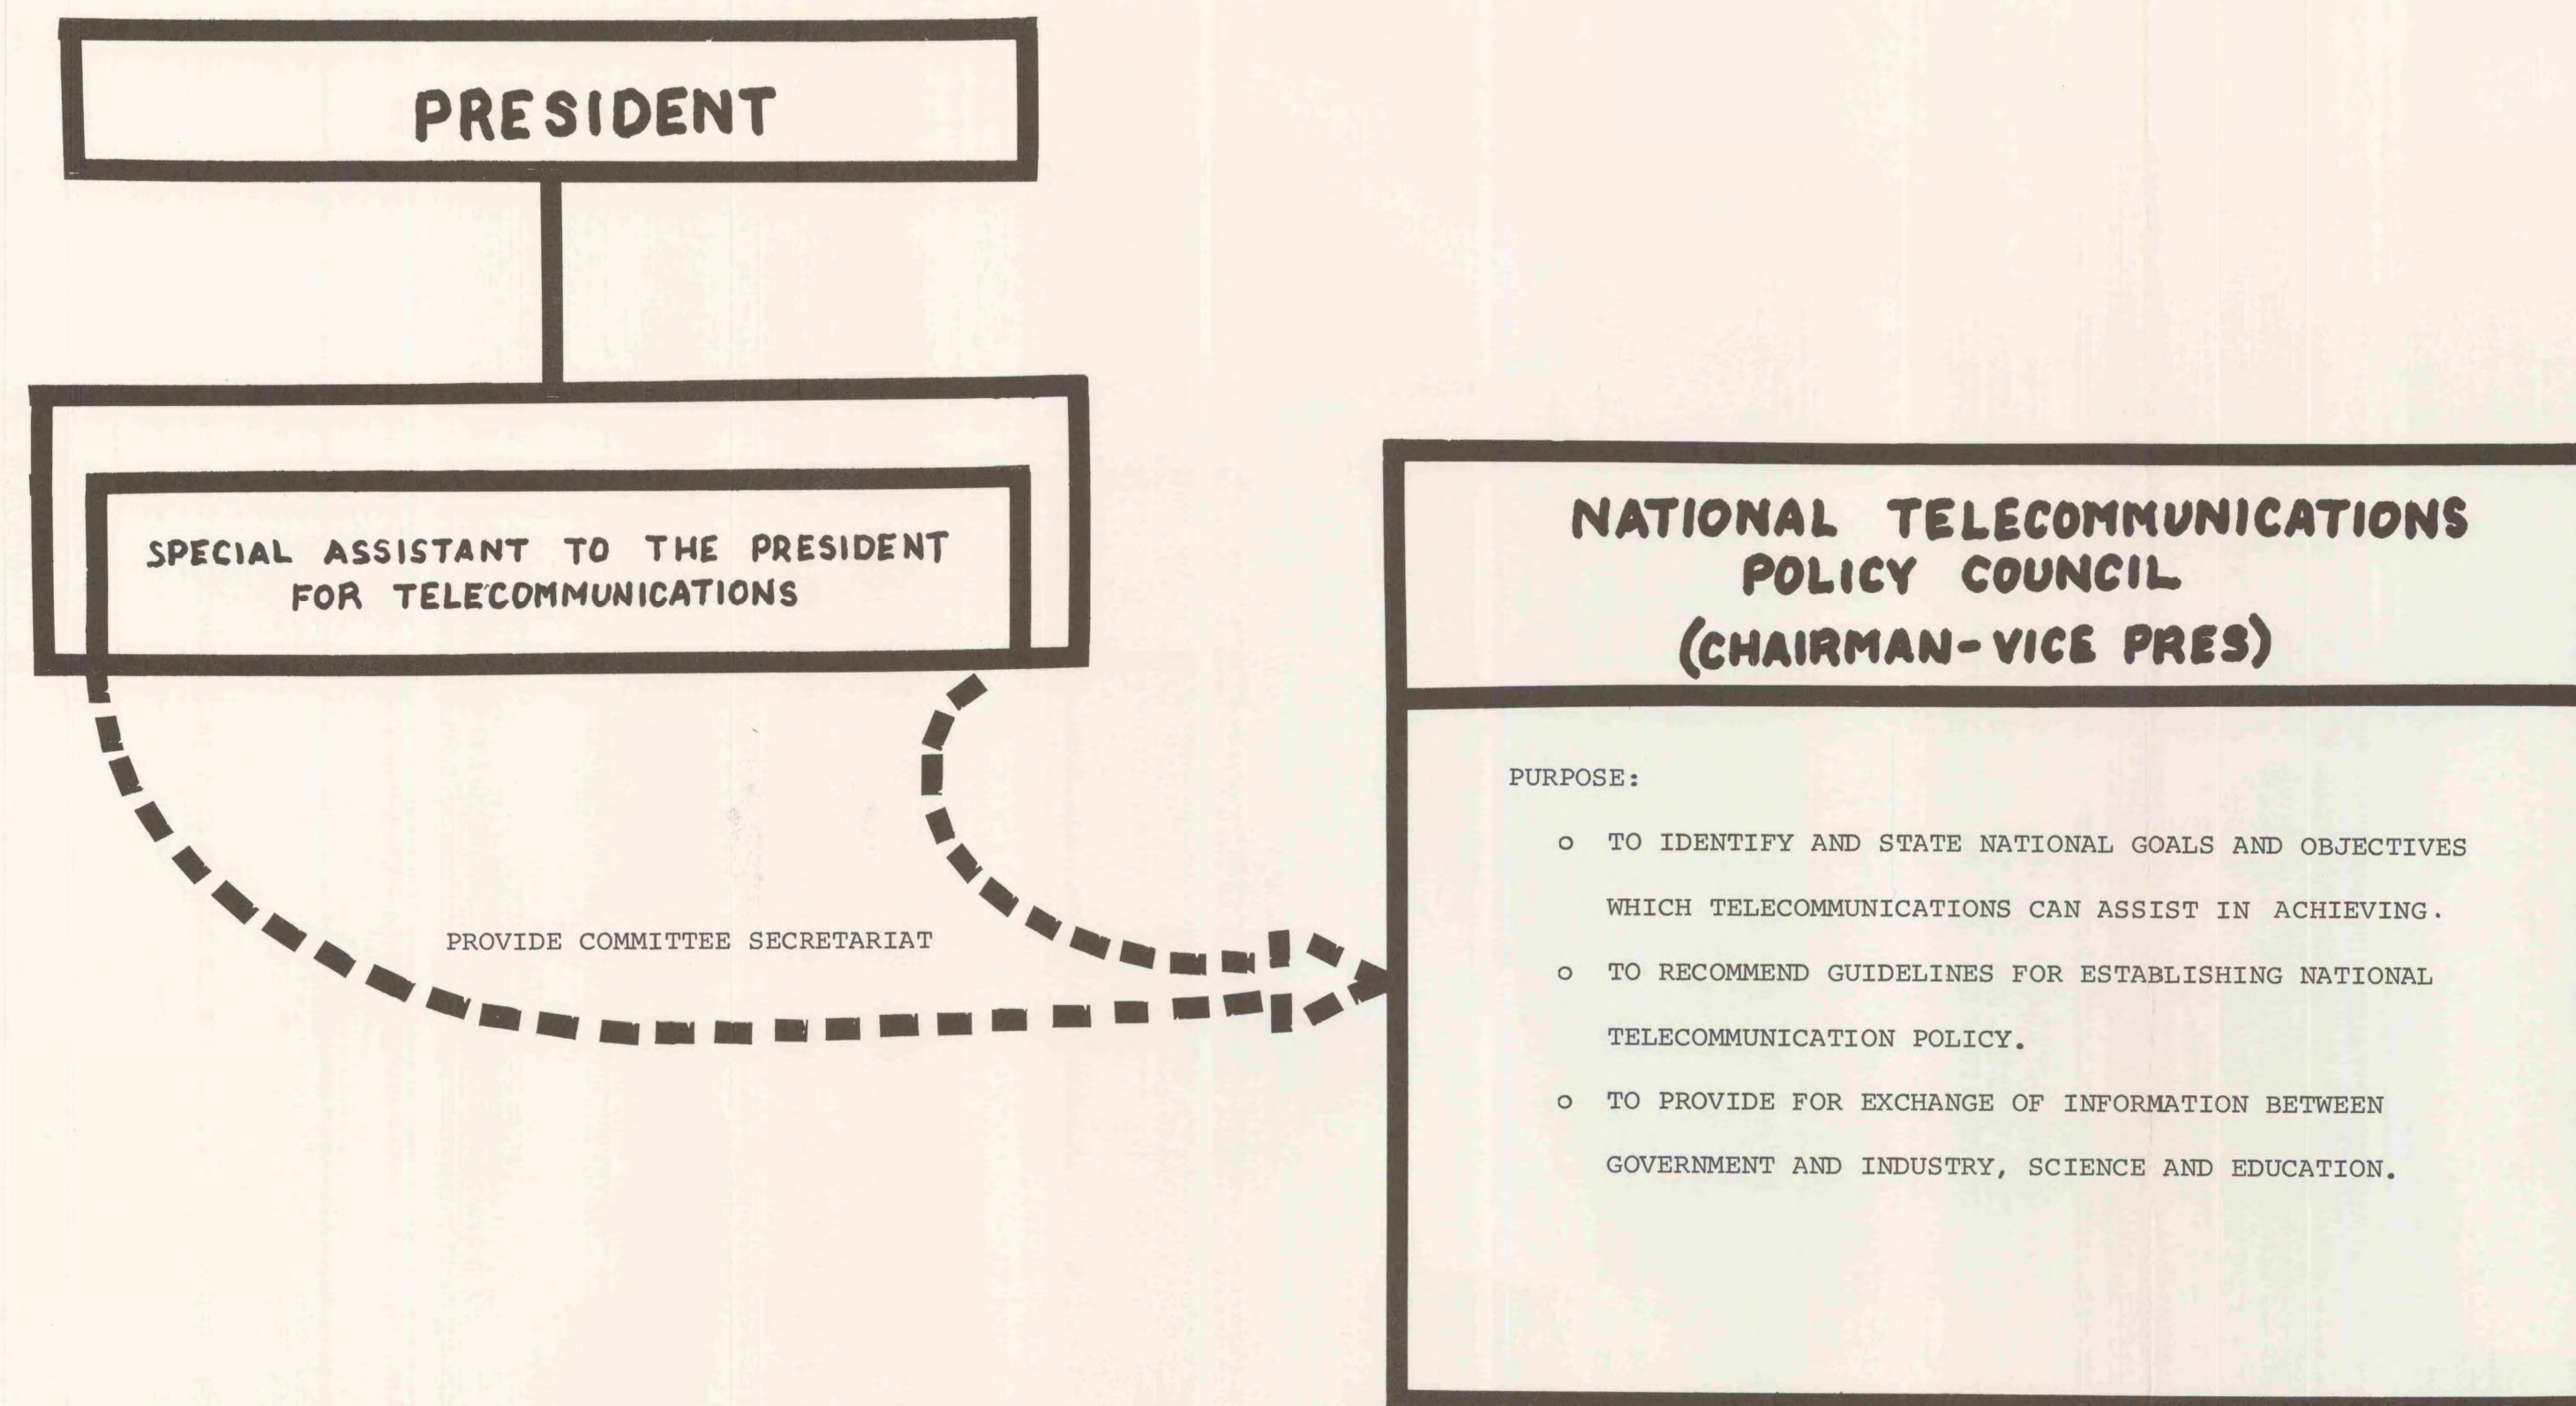 PRESIDENT
SPECIAL ASSISTANT TO THE PRESIDENT
FOR TELECOMMUNICATIONS
PROVIDE COMMITTEE SECRETARIAT
NATIONAL TELECOMMUNICATIONS
POLICY COUNCIL
(CHAIRMAN-VICE PRES)
PURPOSE:
o TO IDENTIFY AND STATE NATIONAL GOALS AND OBJECTIVES
WHICH TELECOMMUNICATIONS CAN ASSIST IN ACHIEVING.
o TO RECOMMEND GUIDELINES FOR ESTABLISHING NATIONAL
TELECOMMUNICATION POLICY.
o TO PROVIDE FOR EXCHANGE OF INFORMATION BETWEEN
GOVERNMENT AND INDUSTRY, SCIENCE AND EDUCATION.